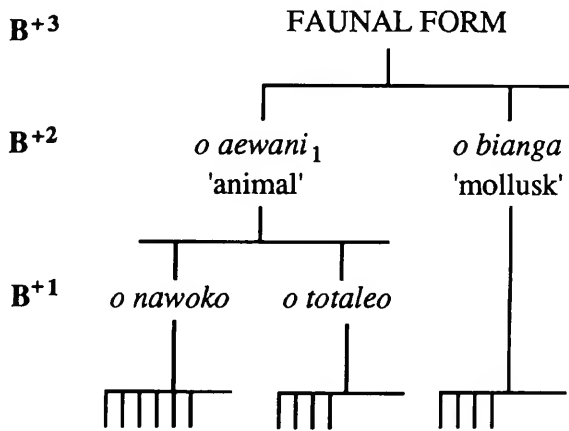 B+3 FAUNAL FORM
B+2 o aewani1 o bianga
'animal' 'mollusk'
B+1 o nawoko o totaleo